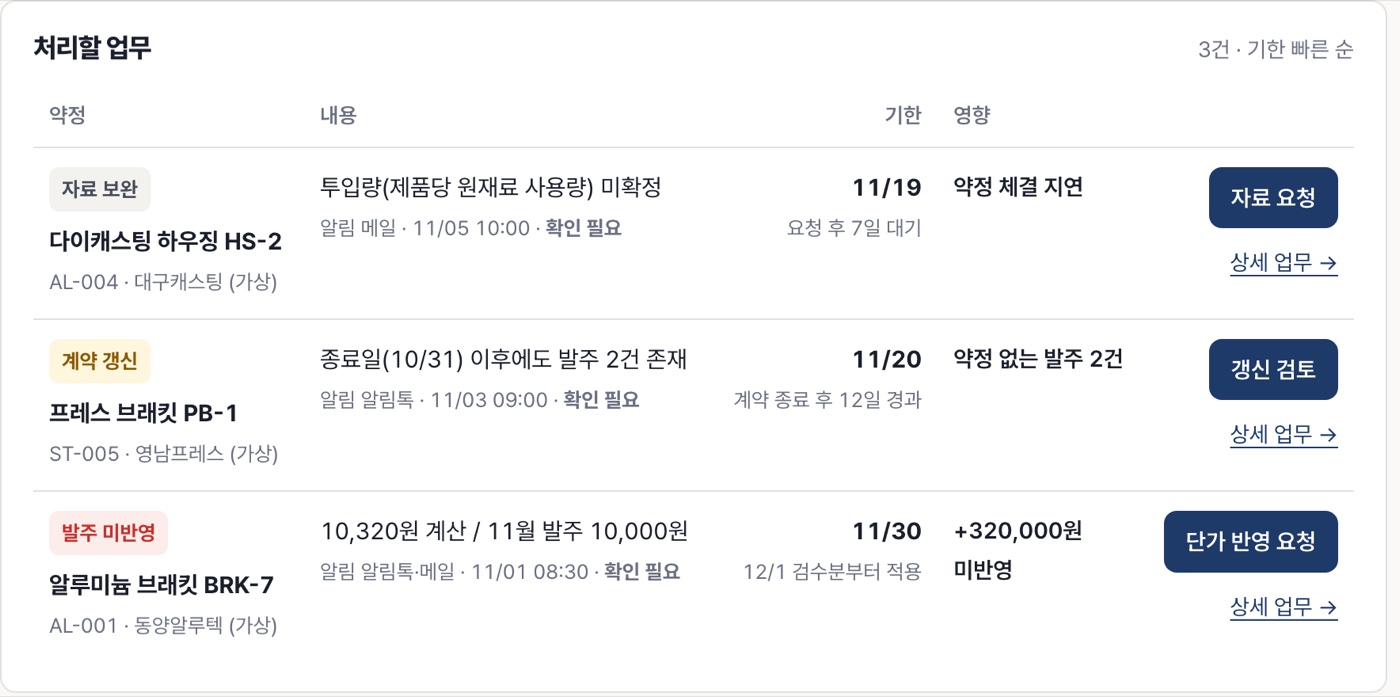 처리할 업무
3건 · 기한 빠른 순
약정 내용 기한 영향
자료 보완
다이캐스팅 하우징 HS-2
AL-004 · 대구캐스팅 (가상)
투입량(제품당 원재료 사용량) 미확정
알림 메일 · 11/05 10:00 · 확인 필요
11/19
요청 후 7일 대기
약정 체결 지연
자료 요청
상세 업무 →
계약 갱신
프레스 브래킷 PB-1
ST-005 · 영남프레스 (가상)
종료일(10/31) 이후에도 발주 2건 존재
알림 알림톡 · 11/03 09:00 · 확인 필요
11/20
계약 종료 후 12일 경과
약정 없는 발주 2건
갱신 검토
상세 업무 →
발주 미반영
알루미늄 브래킷 BRK-7
AL-001 · 동양알루텍 (가상)
10,320원 계산 / 11월 발주 10,000원
알림 알림톡·메일 · 11/01 08:30 · 확인 필요
11/30
12/1 검수분부터 적용
+320,000원
미반영
단가 반영 요청
상세 업무 →